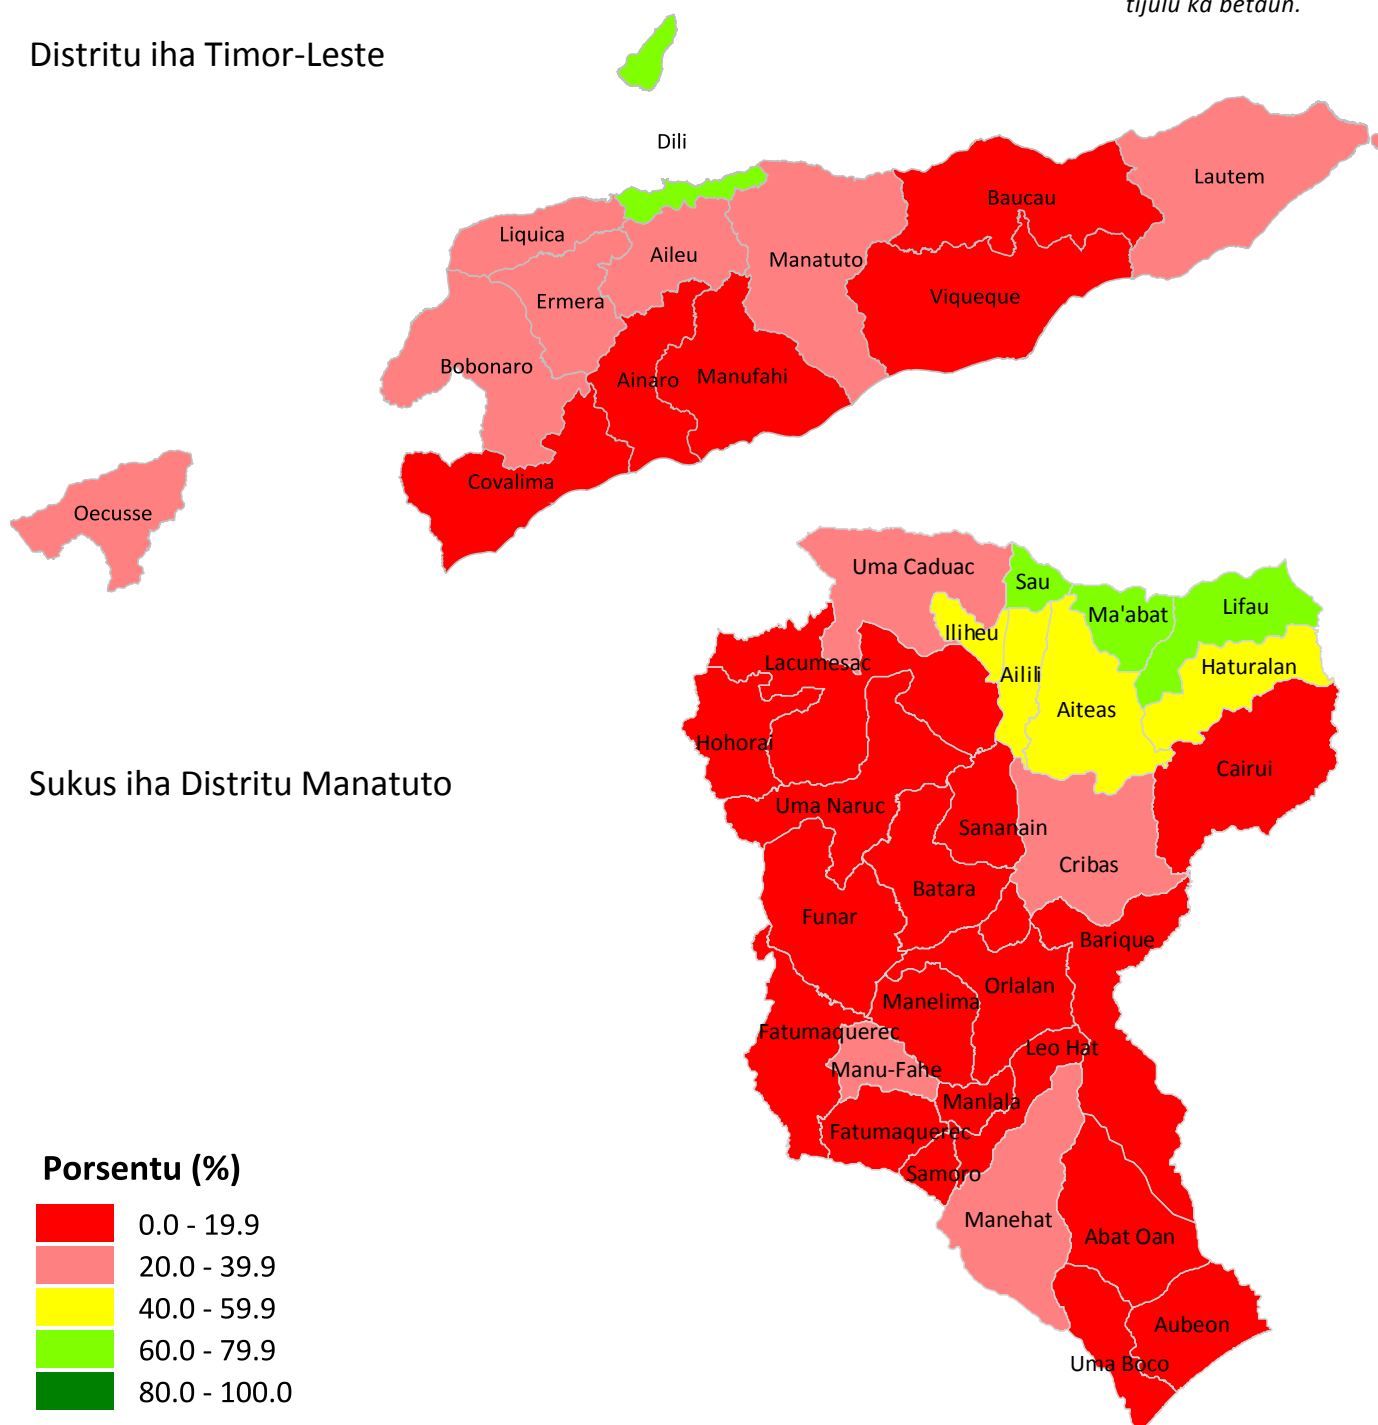 tijulu ka betaun.
Distritu iha Timor-Leste
Dili
Lautem
Baucau
Liquica
Aileu
Manatuto
Viqueque
Ermera
Bobonaro
Ainaro
Manufahi
Covalima
Oecusse
Uma Caduac
Sau
Ma'abat
Lifau
Iliheu
Lacumesac
Ailili
Haturalan
Aiteas
Hohorai
Cairui
Sukus iha Distritu Manatuto
Uma Naruc
Sananain
Cribas
Batara
Funar
Barique
Orlalan
Manelima
Fatumaquerec
Leo Hat
Manu-Fahe
Manlala
Fatumaquerec
Samoro
Manehat
Abat Oan
Aubeon
Uma Boco
Porsentu (%)
0.0 - 19.9
20.0 - 39.9
40.0 - 59.9
60.0 - 79.9
80.0 - 100.0